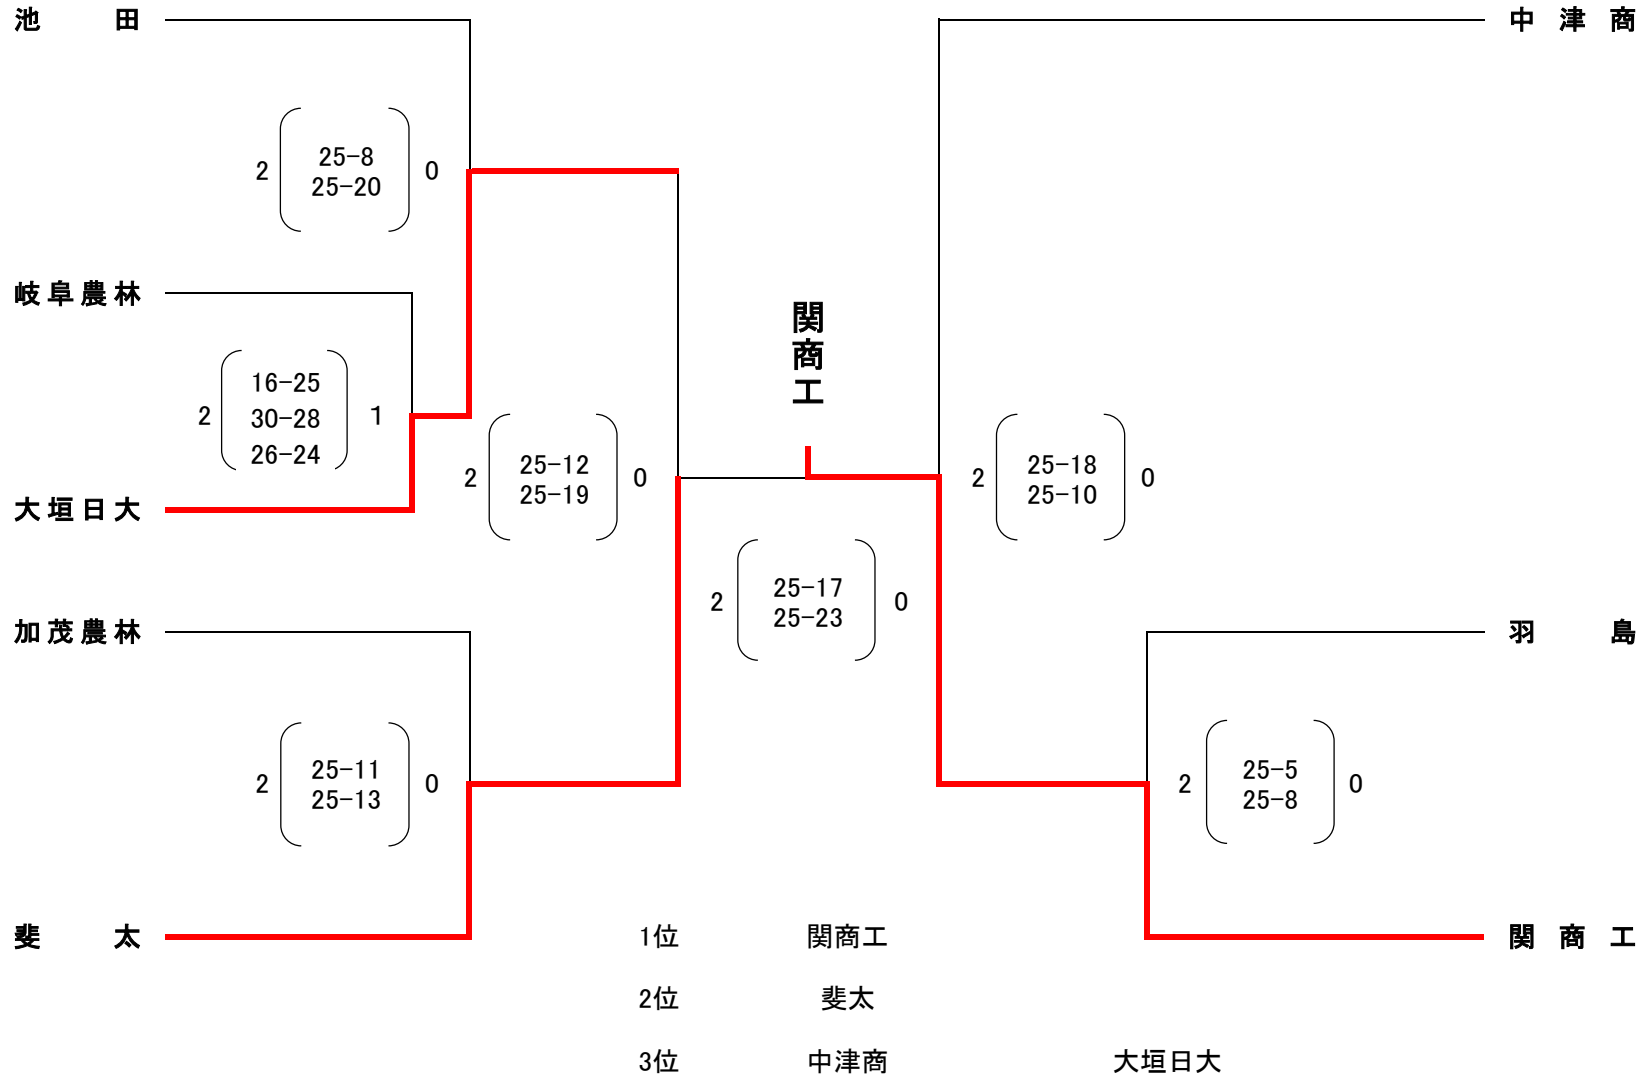 池 田
中 津 商
2 25-8 0
25-20
岐阜農林
関商工
2 16-25 1
30-28
26-24
大垣日大
2 25-12 0
25-19
2 25-18 0
25-10
2 25-17 0
25-23
加茂農林
羽 島
2 25-11 0
25-13
2 25-5 0
25-8
斐 太
関 商 工
1位 関商工
2位 斐太
3位 中津商 大垣日大